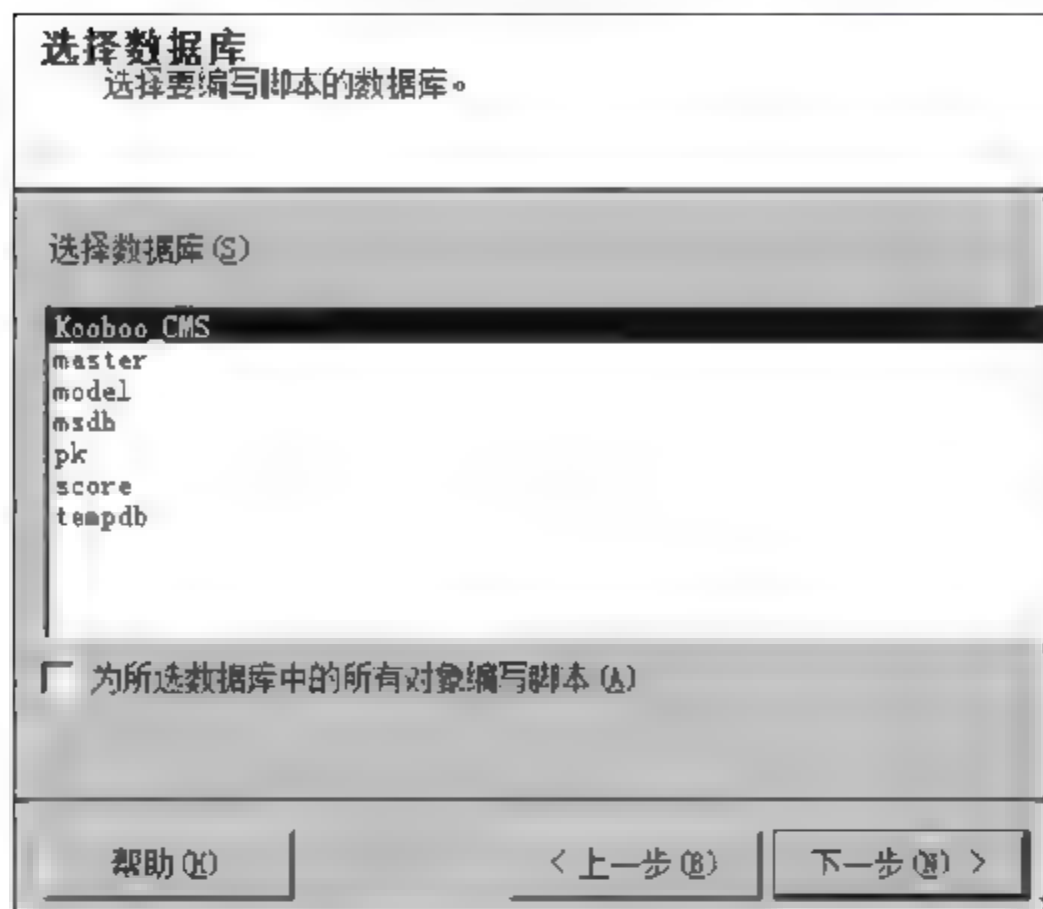 选择数据库
选择要编写脚本的数据库。
选择数据库(S)
Kooboo_CMS
master
model
msdb
pk
score
tempdb
为所选数据库中的所有对象编写脚本(A)
帮助(H) <上一步(B) 下一步(N) >